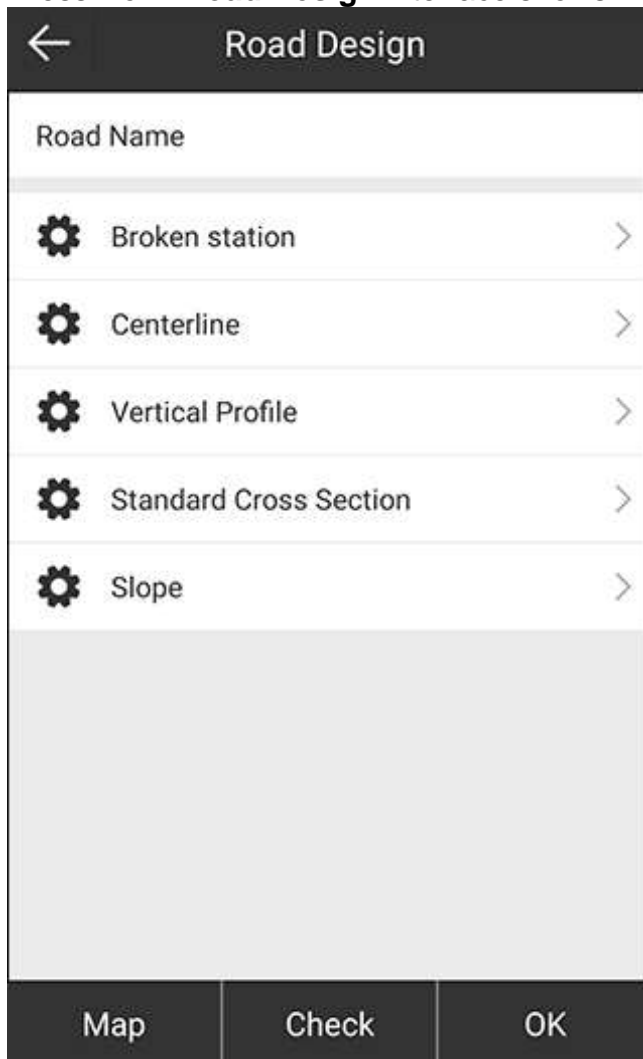 Road Design
Road Name
Broken station
Centerline
Vertical Profile
Standard Cross Section
Slope
Map Check OK